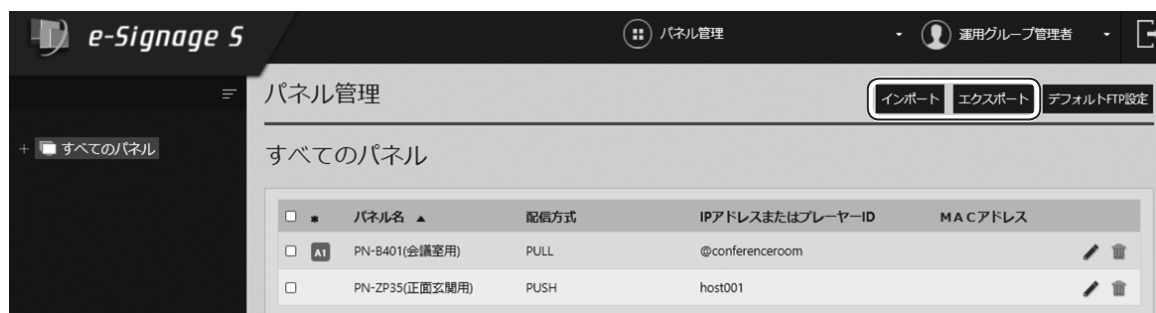 e-Signage S
パネル管理
運用グループ管理者
パネル管理
インポート エクスポート デフォルトFTP設定
すべてのパネル
すべてのパネル
* パネル名 ▲ 配信方式 IPアドレスまたはプレーヤーID MACアドレス
A1 PN-B401(会議室用) PULL @conferenceroom
PN-ZP35(正面玄関用) PUSH host001